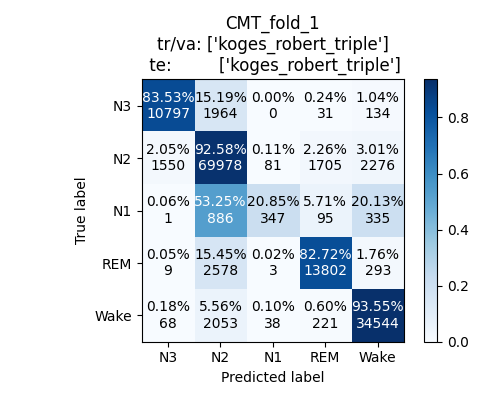 CMT_fold_1
tr/va: ['koges_robert_triple']
te: ['koges_robert_triple']
N3 83.53% 15.19% 0.00% 0.24% 1.04%
10797 1964 0 31 134
N2 2.05% 92.58% 0.11% 2.26% 3.01%
1550 69978 81 1705 2276
N1 0.06% 53.25% 20.85% 5.71% 20.13%
1 886 347 95 335
REM 0.05% 15.45% 0.02% 82.72% 1.76%
9 2578 3 13802 293
Wake 0.18% 5.56% 0.10% 0.60% 93.55%
68 2053 38 221 34544
N3 N2 N1 REM Wake
Predicted label
True label
0.8
0.6
0.4
0.2
0.0